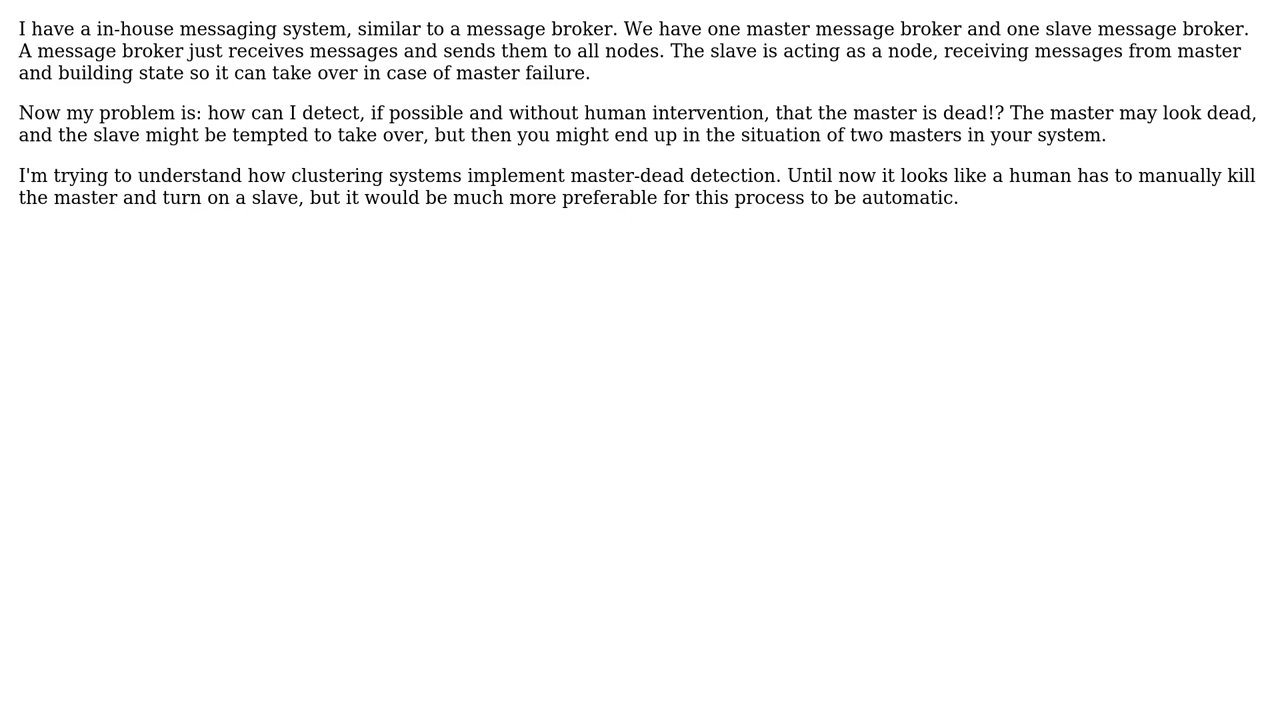 I have a in-house messaging system, similar to a message broker. We have one master message broker and one slave message broker.
A message broker just receives messages and sends them to all nodes. The slave is acting as a node, receiving messages from master
and building state so it can take over in case of master failure.
Now my problem is: how can I detect, if possible and without human intervention, that the master is dead!? The master may look dead,
and the slave might be tempted to take over, but then you might end up in the situation of two masters in your system.
I'm trying to understand how clustering systems implement master-dead detection. Until now it looks like a human has to manually kill
the master and turn on a slave, but it would be much more preferable for this process to be automatic.